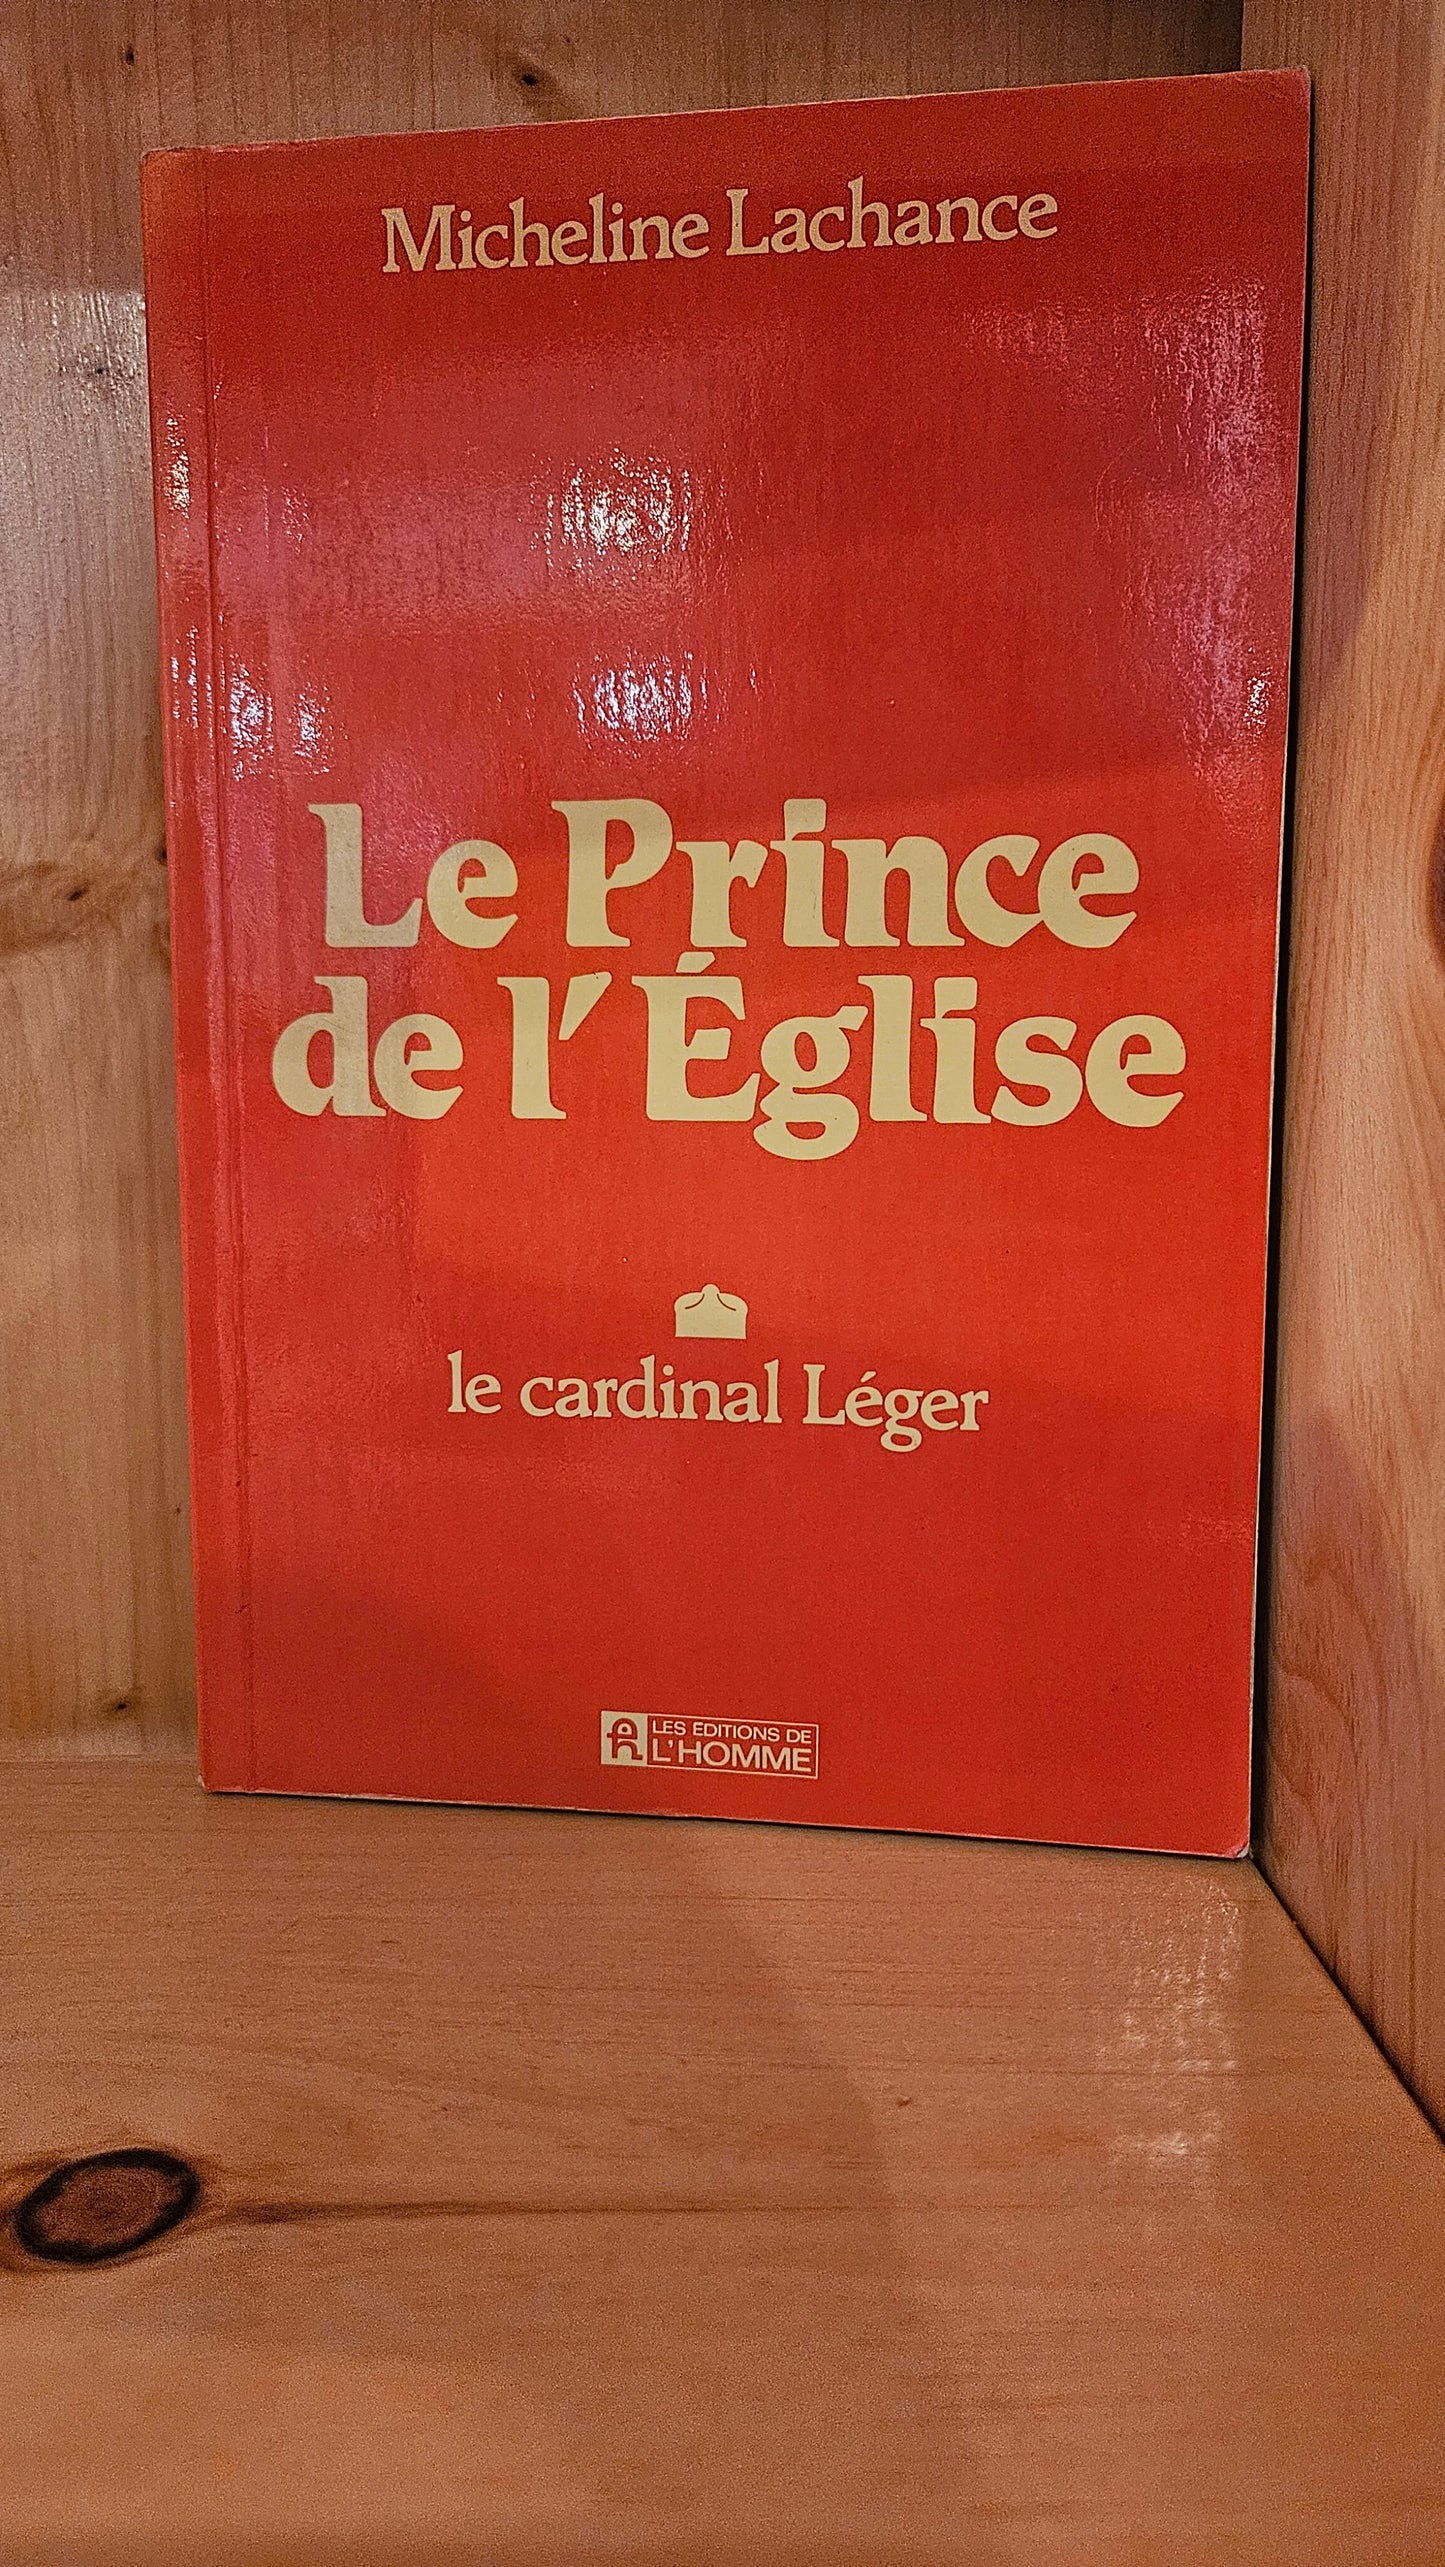 Micheline Lachance
Le Prince
de l'Église
le cardinal Léger
LES EDITIONS DE
L'HOMME